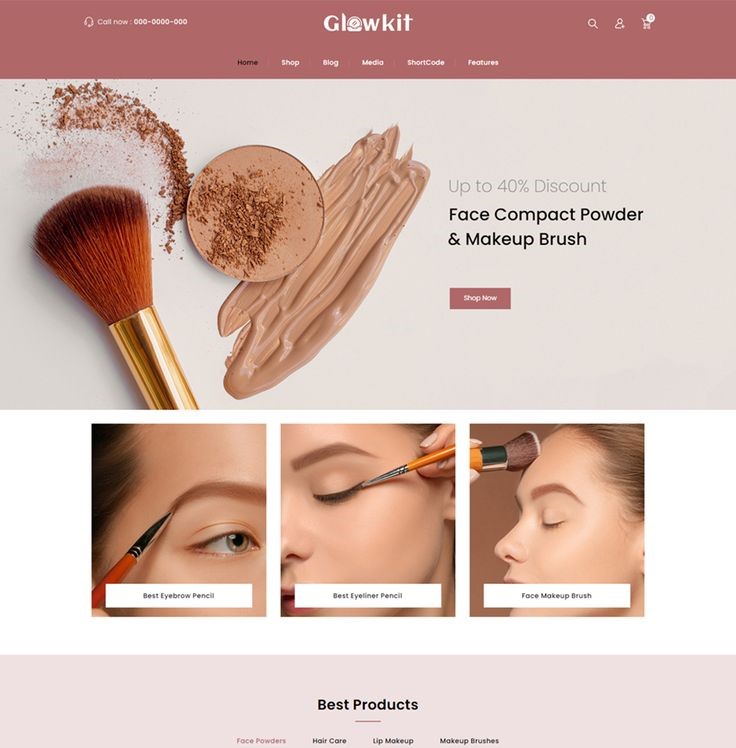 Call now : 000-0000-000
Glowkit
0
Home
Shop
Blog
Media
ShortCode
Features
Up to 40% Discount
Face Compact Powder
& Makeup Brush
Shop Now
Best Eyebrow Pencil
Best Eyeliner Pencil
Face Makeup Brush
Best Products
Face Powders
Hair Care
Lip Makeup
Makeup Brushes